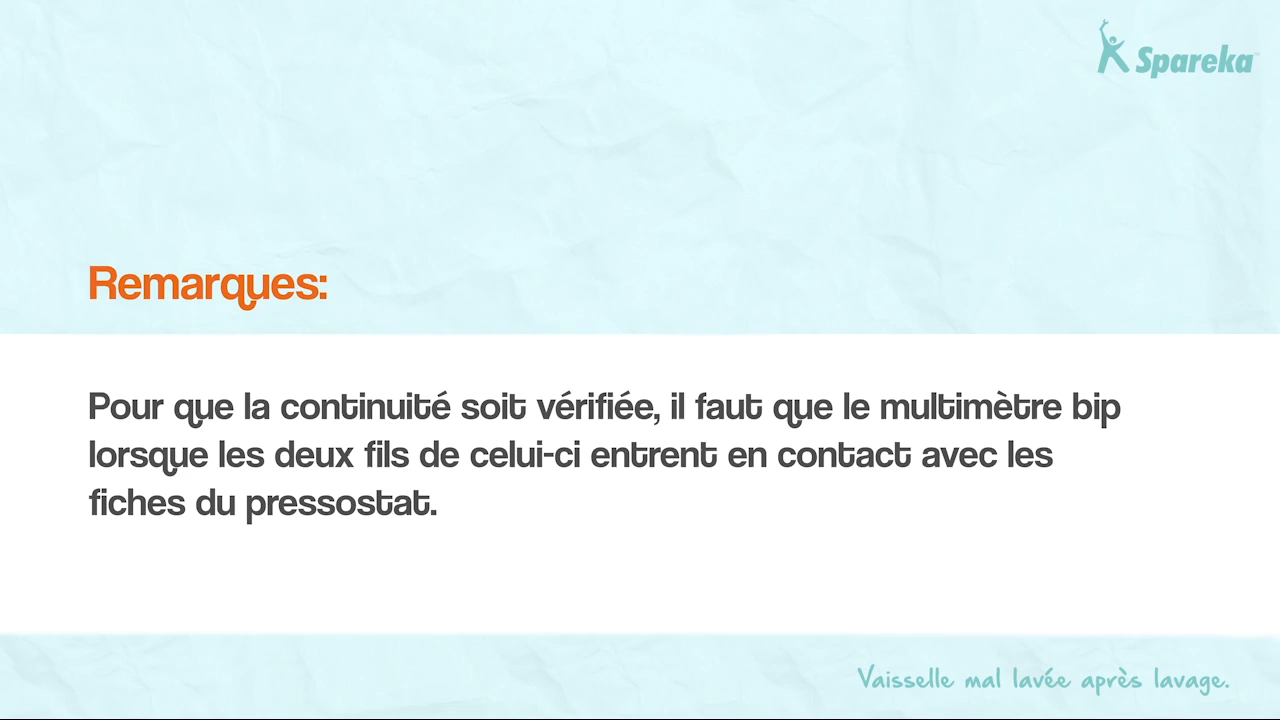 Spareka
Remarques:
Pour que la continuité soit vérifiée, il faut que le multimètre bip
lorsque les deux fils de celui-ci entrent en contact avec les
fiches du pressostat.
Vaisselle mal lavée après lavage.